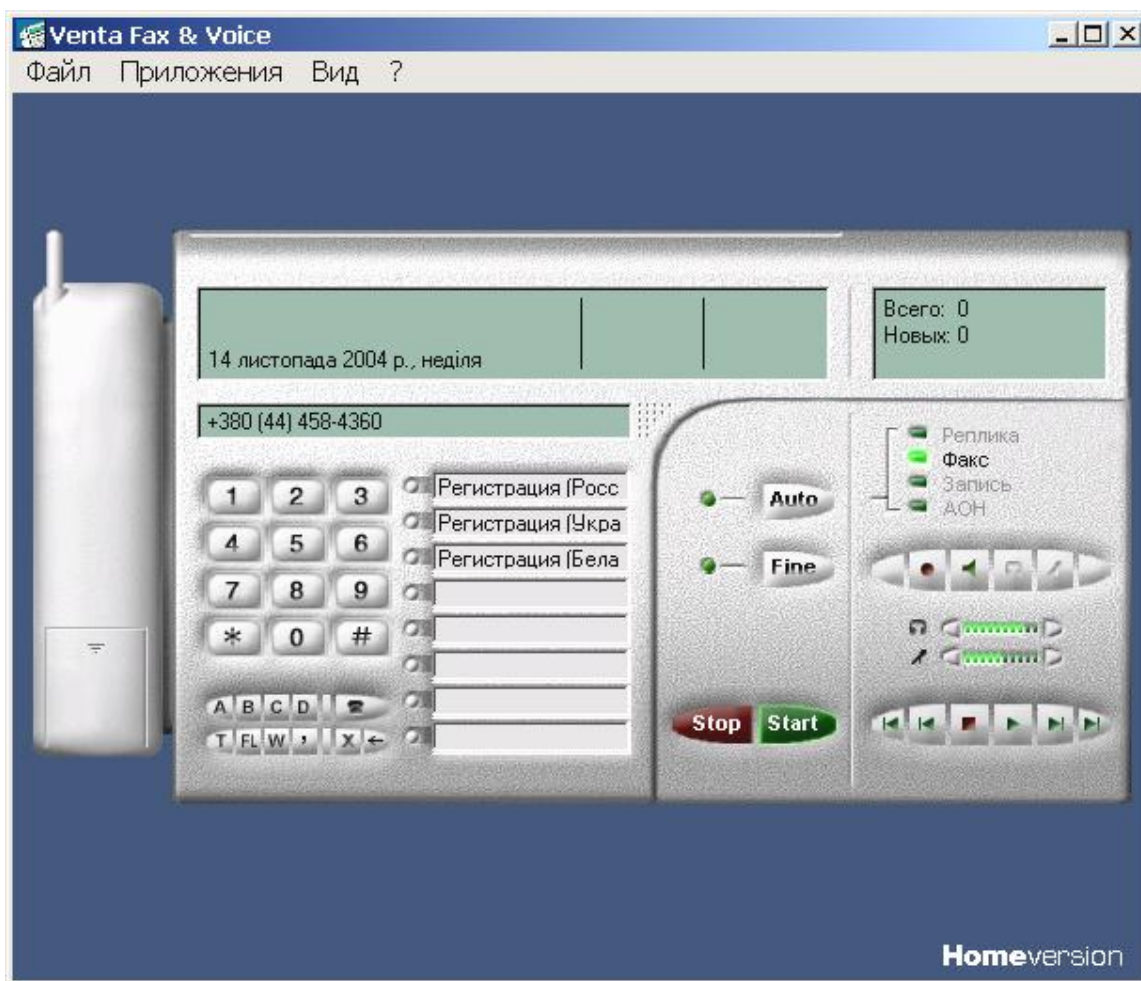 Venta Fax & Voice
Файл Приложения Вид ?
14 листопада 2004 р., неділя
Всего: 0
Новых: 0
+380 (44) 458-4360
Реплика
Факс
Запись
АОН
1 2 3
4 5 6
7 8 9
* 0 #
A B C D
T FL W , X ←
Регистрация (Росс
Регистрация (Укра
Регистрация (Бела
Auto
Fine
Stop Start
Homeversion